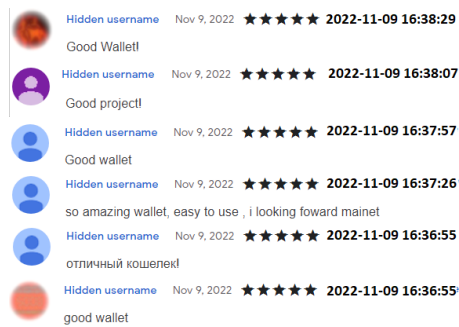 Hidden username Nov 9, 2022 ★★★★★ 2022-11-09 16:38:29
Good Wallet!
Hidden username Nov 9, 2022 ★★★★★ 2022-11-09 16:38:07
Good project!
Hidden username Nov 9, 2022 ★★★★★ 2022-11-09 16:37:57
Good wallet
Hidden username Nov 9, 2022 ★★★★★ 2022-11-09 16:37:26
so amazing wallet, easy to use , i looking foward mainet
Hidden username Nov 9, 2022 ★★★★★ 2022-11-09 16:36:55
отличный кошелек!
Hidden username Nov 9, 2022 ★★★★★ 2022-11-09 16:36:55
good wallet